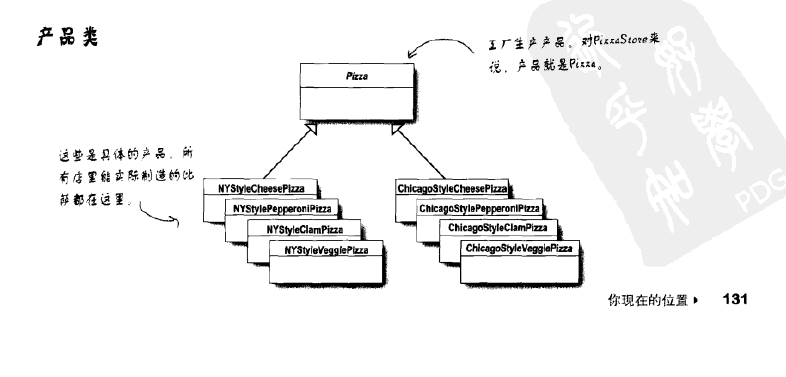 产品类
工厂生产产品。对PizzaStore来
说，产品就是Pizza。
Pizza
这些是具体的产品，所
有店里能实际制造的比
萨都在这里。
NYStyleCheesePizza
NYStylePepperoniPizza
NYStyleClamPizza
NYStyleVeggiePizza
ChicagoStyleCheesePizza
ChicagoStylePepperoniPizza
ChicagoStyleClamPizza
ChicagoStyleVeggiePizza
PDG
你现在的位置 ▸ 131